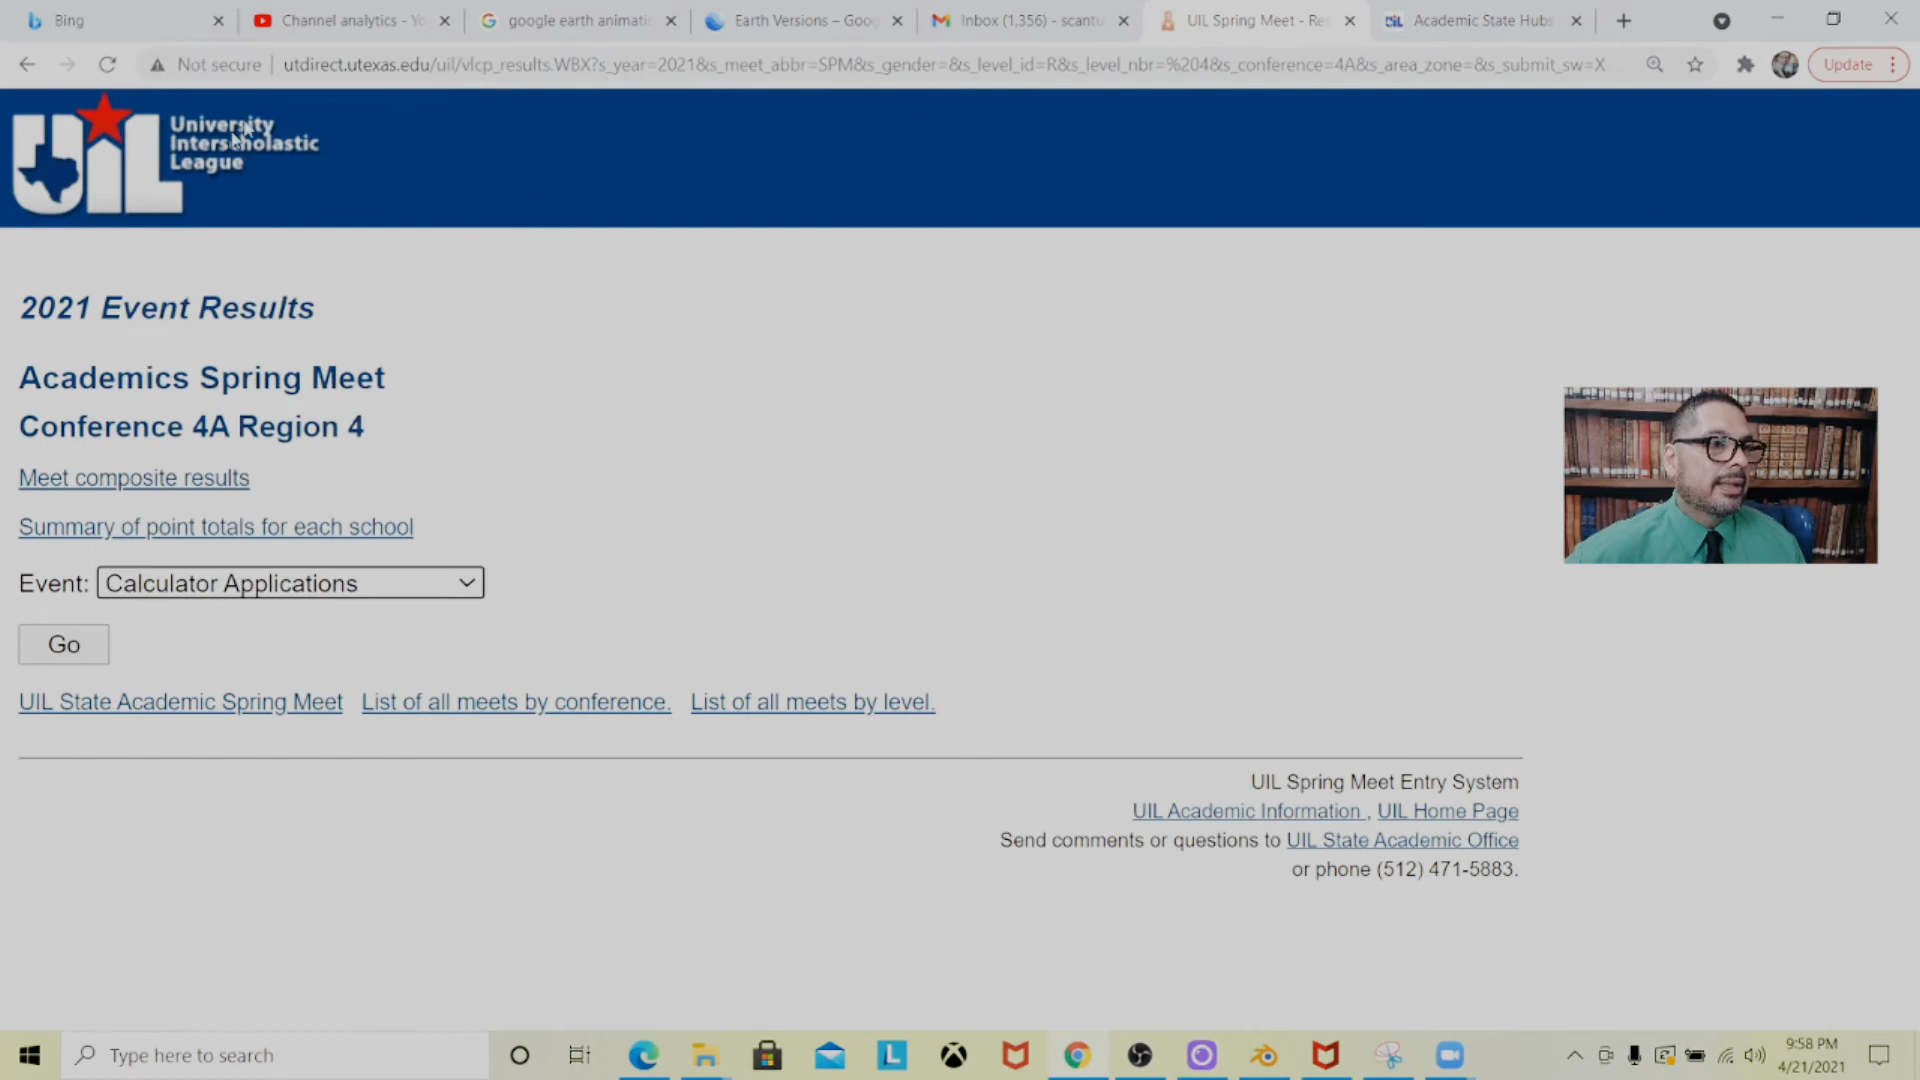 Bing
Channel analytics - Yo
google earth animatic
Earth Versions – Goog
Inbox (1,356) - scantu
UIL Spring Meet - Res
Academic State Hubs
Not secure
utdirect.utexas.edu/uil/vlcp_results.WBX?s_year=2021&s_meet_abbr=SPM&s_gender=&s_level_id=R&s_level_nbr=%204&s_conference=4A&s_area_zone=&s_submit_sw=X
Update
UIL
University
Interscholastic
League
2021 Event Results
Academics Spring Meet
Conference 4A Region 4
Meet composite results
Summary of point totals for each school
Event: Calculator Applications
Go
UIL State Academic Spring Meet List of all meets by conference. List of all meets by level.
UIL Spring Meet Entry System
UIL Academic Information , UIL Home Page
Send comments or questions to UIL State Academic Office
or phone (512) 471-5883.
Type here to search
L
9:58 PM
4/21/2021